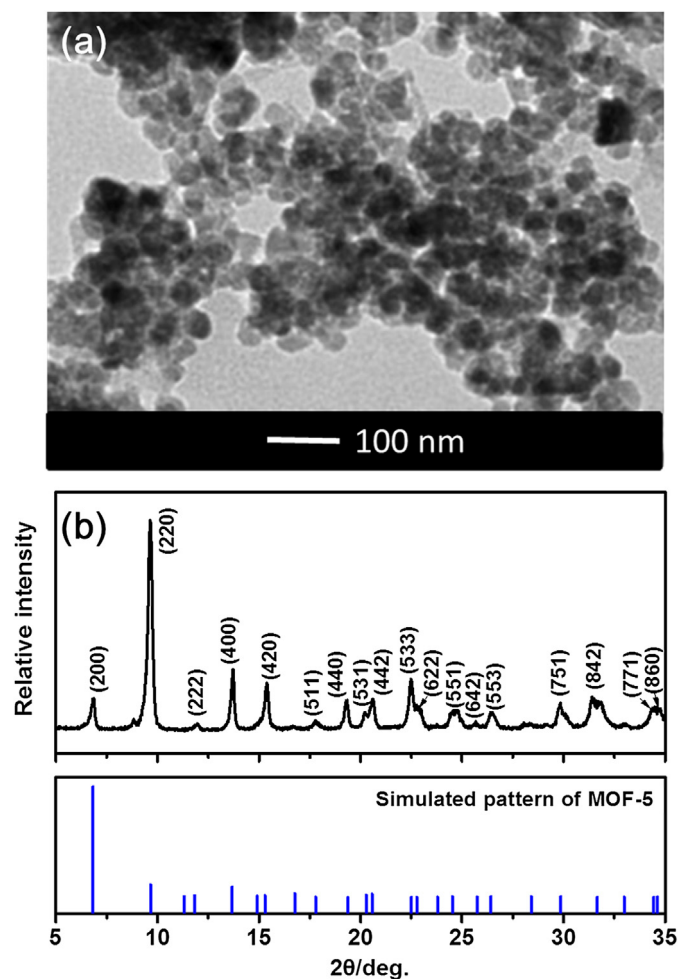 (a)
100 nm
(b)
Relative intensity
(200)
(220)
(222)
(400)
(420)
(511)
(440)
(531)
(442)
(533)
(622)
(551)
(642)
(553)
(751)
(842)
(771)
(860)
Simulated pattern of MOF-5
5 10 15 20 25 30 35
2θ/deg.